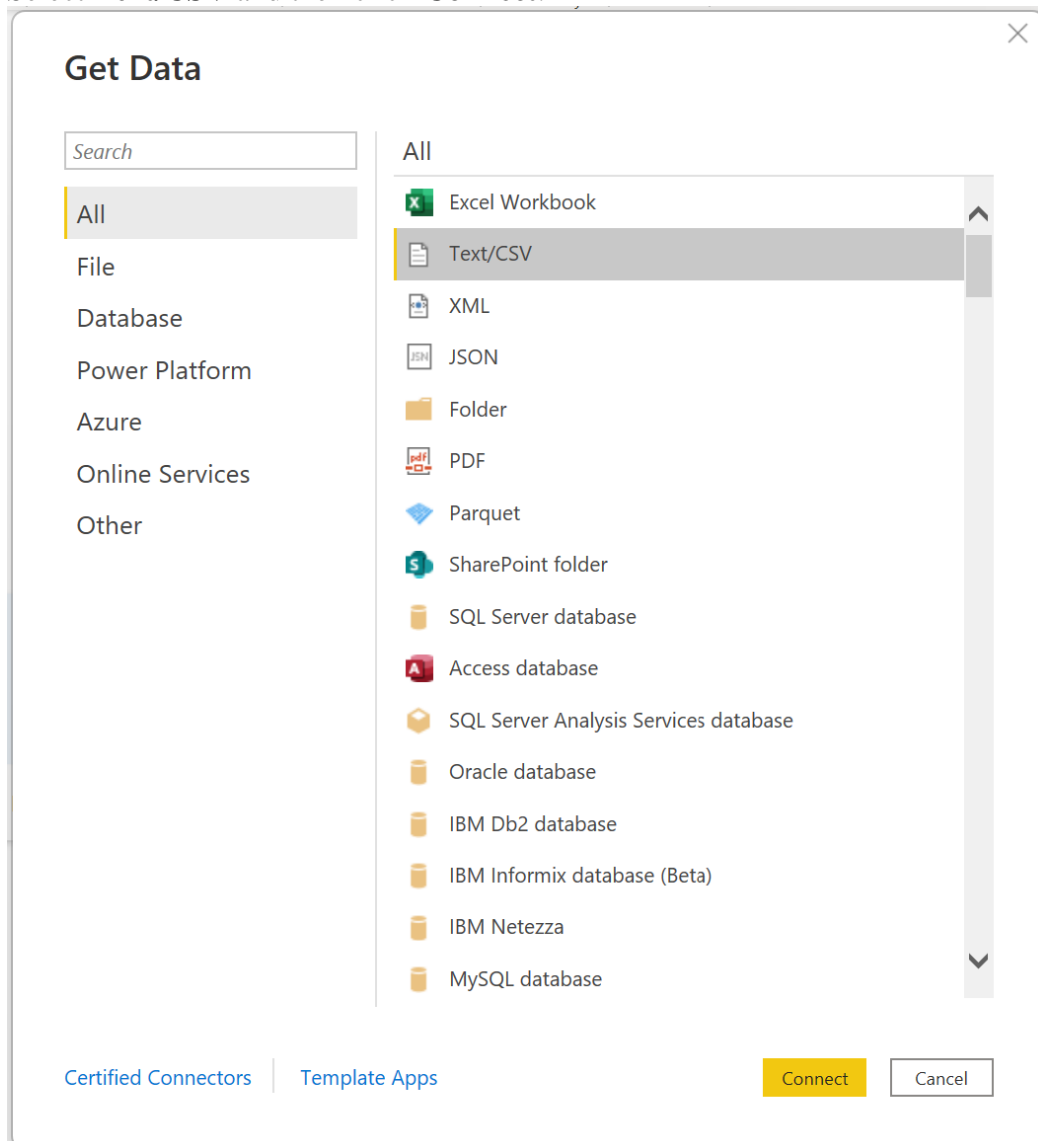 Get Data
Search
All
File
Database
Power Platform
Azure
Online Services
Other
All
Excel Workbook
Text/CSV
XML
JSON
Folder
PDF
Parquet
SharePoint folder
SQL Server database
Access database
SQL Server Analysis Services database
Oracle database
IBM Db2 database
IBM Informix database (Beta)
IBM Netezza
MySQL database
Certified Connectors
Template Apps
Connect
Cancel